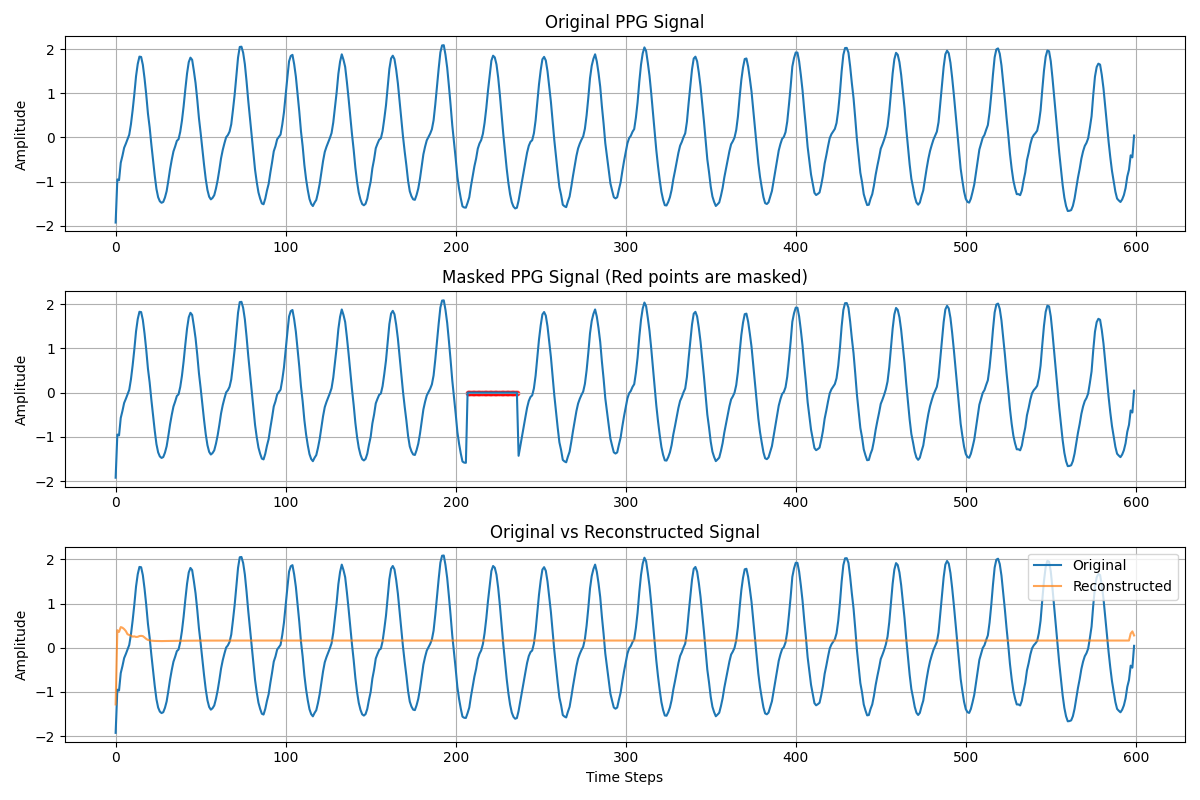 Original PPG Signal
2
1
0
−1
−2
Amplitude
0 100 200 300 400 500 600
Masked PPG Signal (Red points are masked)
2
1
0
−1
−2
Amplitude
0 100 200 300 400 500 600
Original vs Reconstructed Signal
2
1
0
−1
−2
Amplitude
Original
Reconstructed
0 100 200 300 400 500 600
Time Steps